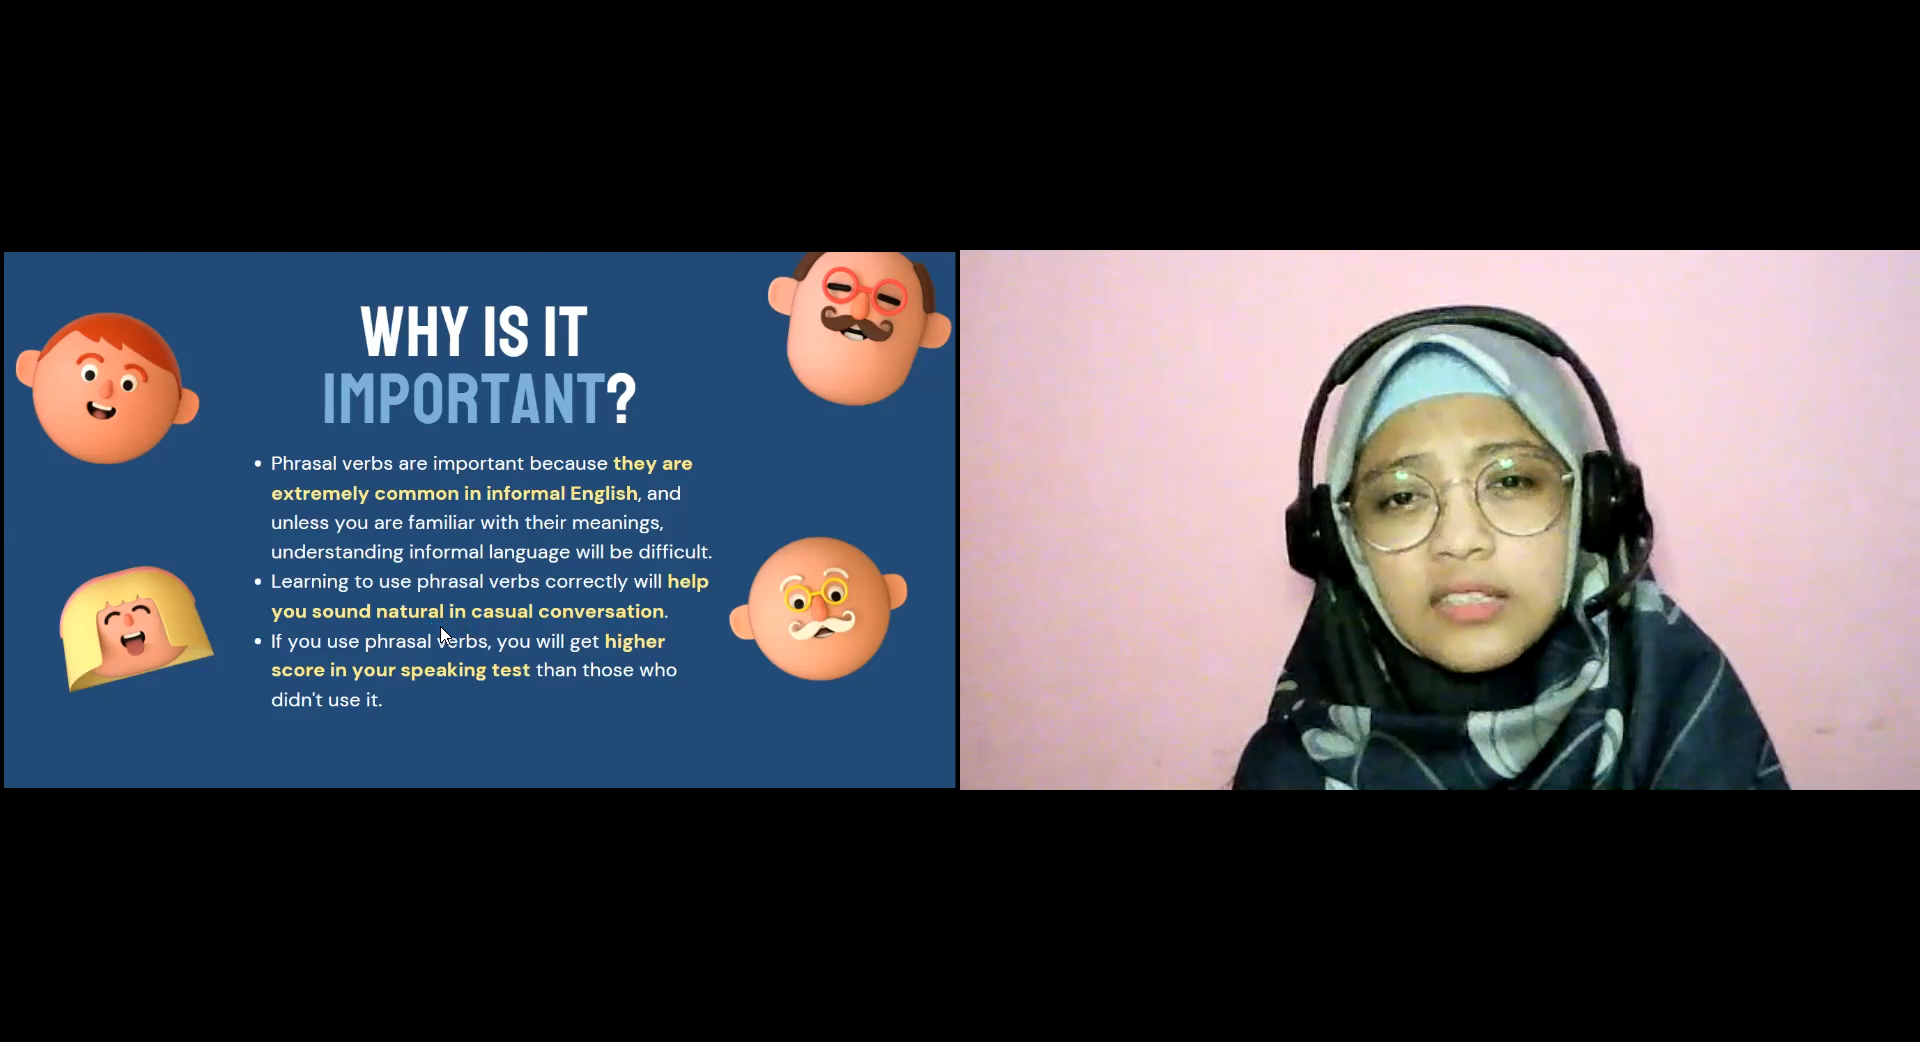 WHY IS IT
IMPORTANT?
• Phrasal verbs are important because they are
extremely common in informal English, and
unless you are familiar with their meanings,
understanding informal language will be difficult.
• Learning to use phrasal verbs correctly will help
you sound natural in casual conversation.
• If you use phrasal verbs, you will get higher
score in your speaking test than those who
didn't use it.